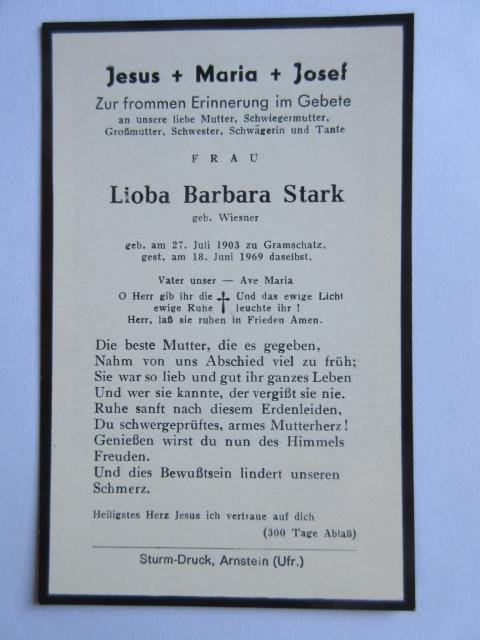 Jesus + Maria + Josef
Zur frommen Erinnerung im Gebete
an unsere liebe Mutter, Schwiegermutter,
Großmutter, Schwester, Schwägerin und Tante
FRAU
Lioba Barbara Stark
geb. Wiesner
geb. am 27. Juli 1903 zu Gramschatz,
gest. am 18. Juni 1969 daselbst.
Vater unser — Ave Maria
O Herr gib ihr die ✝ Und das ewige Licht
ewige Ruhe leuchte ihr !
Herr, laß sie ruhen in Frieden Amen.
Die beste Mutter, die es gegeben,
Nahm von uns Abschied viel zu früh;
Sie war so lieb und gut ihr ganzes Leben
Und wer sie kannte, der vergißt sie nie.
Ruhe sanft nach diesem Erdenleiden,
Du schwergeprüftes, armes Mutterherz!
Genießen wirst du nun des Himmels
Freuden.
Und dies Bewußtsein lindert unseren
Schmerz.
Heiligstes Herz Jesus ich vertraue auf dich
(300 Tage Ablaß)
Sturm-Druck, Arnstein (Ufr.)